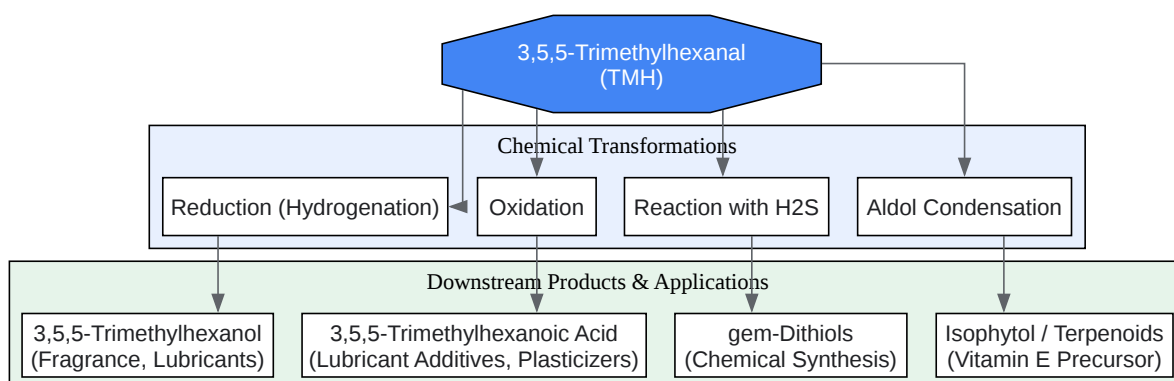 3,5,5-Trimethylhexanal
(TMH)
Chemical Transformations
Reduction (Hydrogenation)
Oxidation
Reaction with H2S
Aldol Condensation
Downstream Products & Applications
3,5,5-Trimethylhexanol
(Fragrance, Lubricants)
3,5,5-Trimethylhexanoic Acid
(Lubricant Additives, Plasticizers)
gem-Dithiols
(Chemical Synthesis)
Isophytol / Terpenoids
(Vitamin E Precursor)